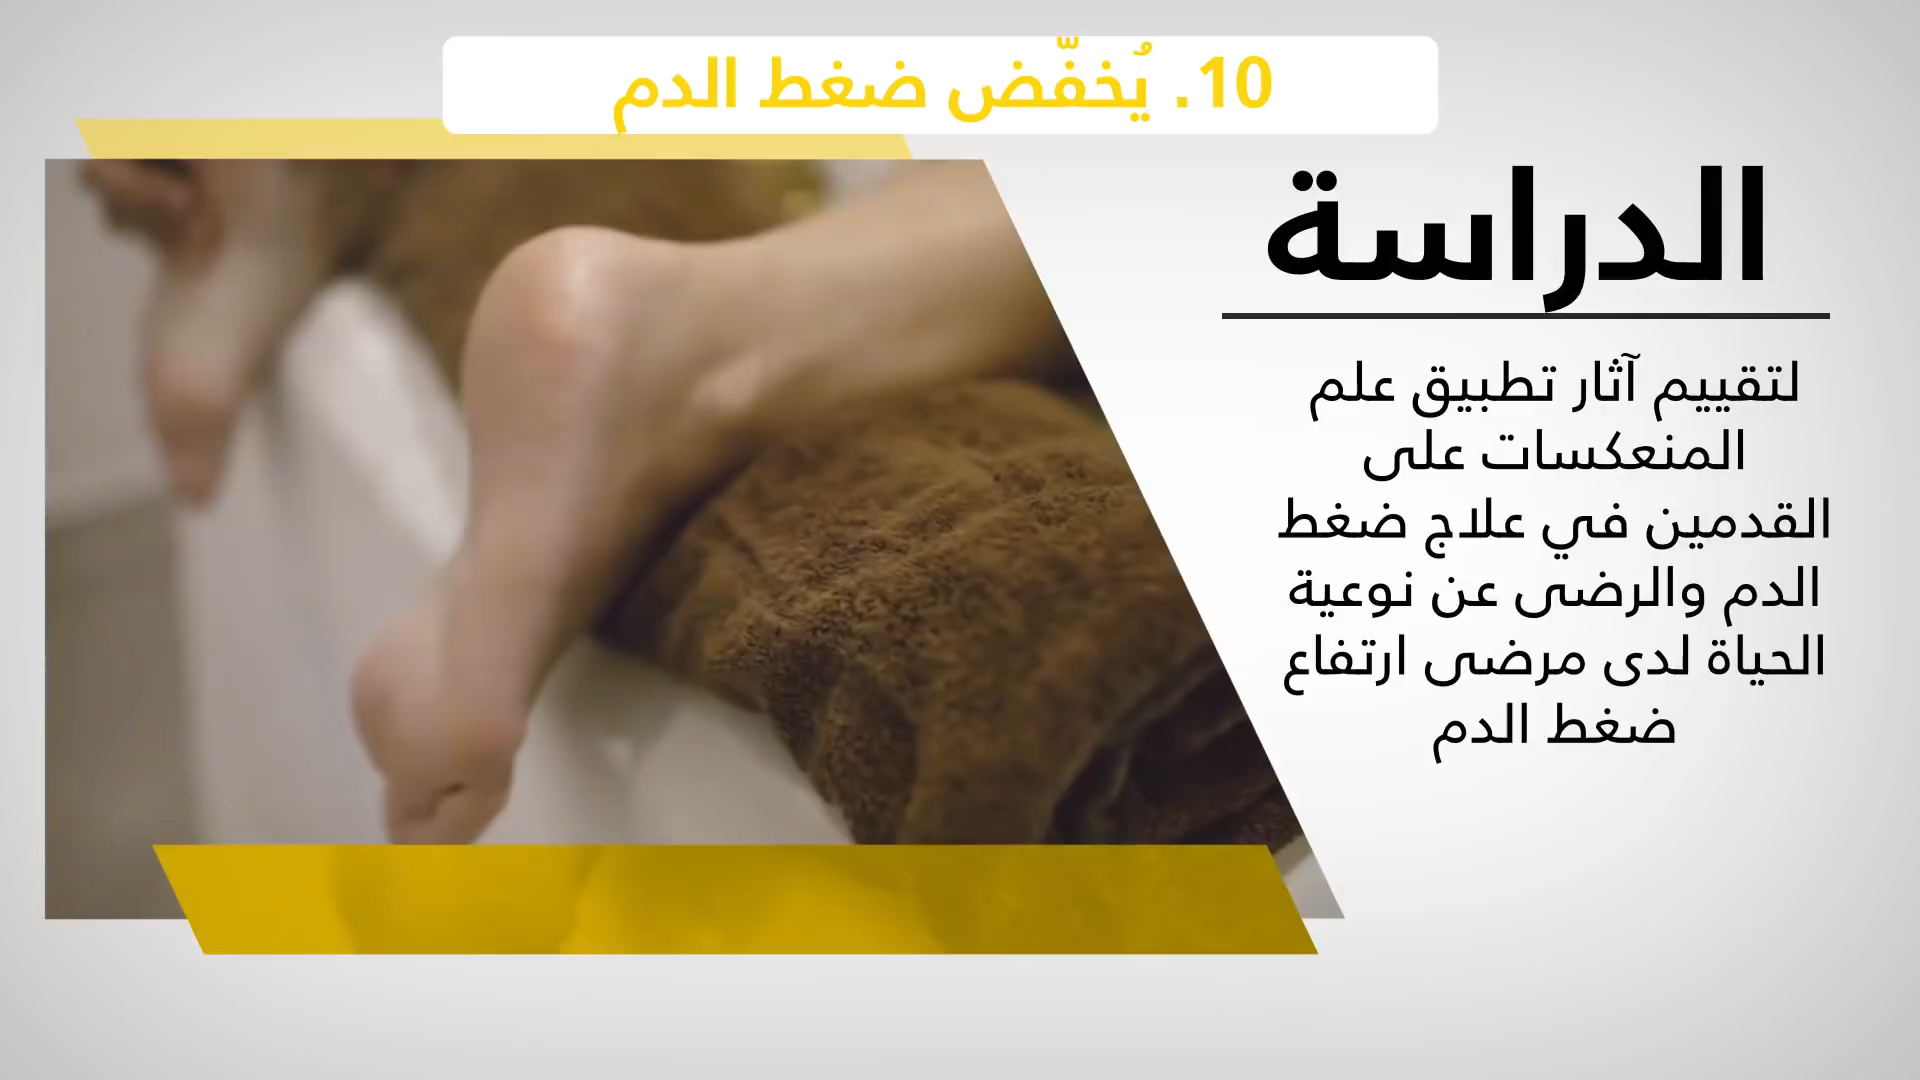 10. يُخفّض ضغط الدم
الدراسة
لتقييم آثار تطبيق علم
المنعكسات على
القدمين في علاج ضغط
الدم والرضى عن نوعية
الحياة لدى مرضى ارتفاع
ضغط الدم